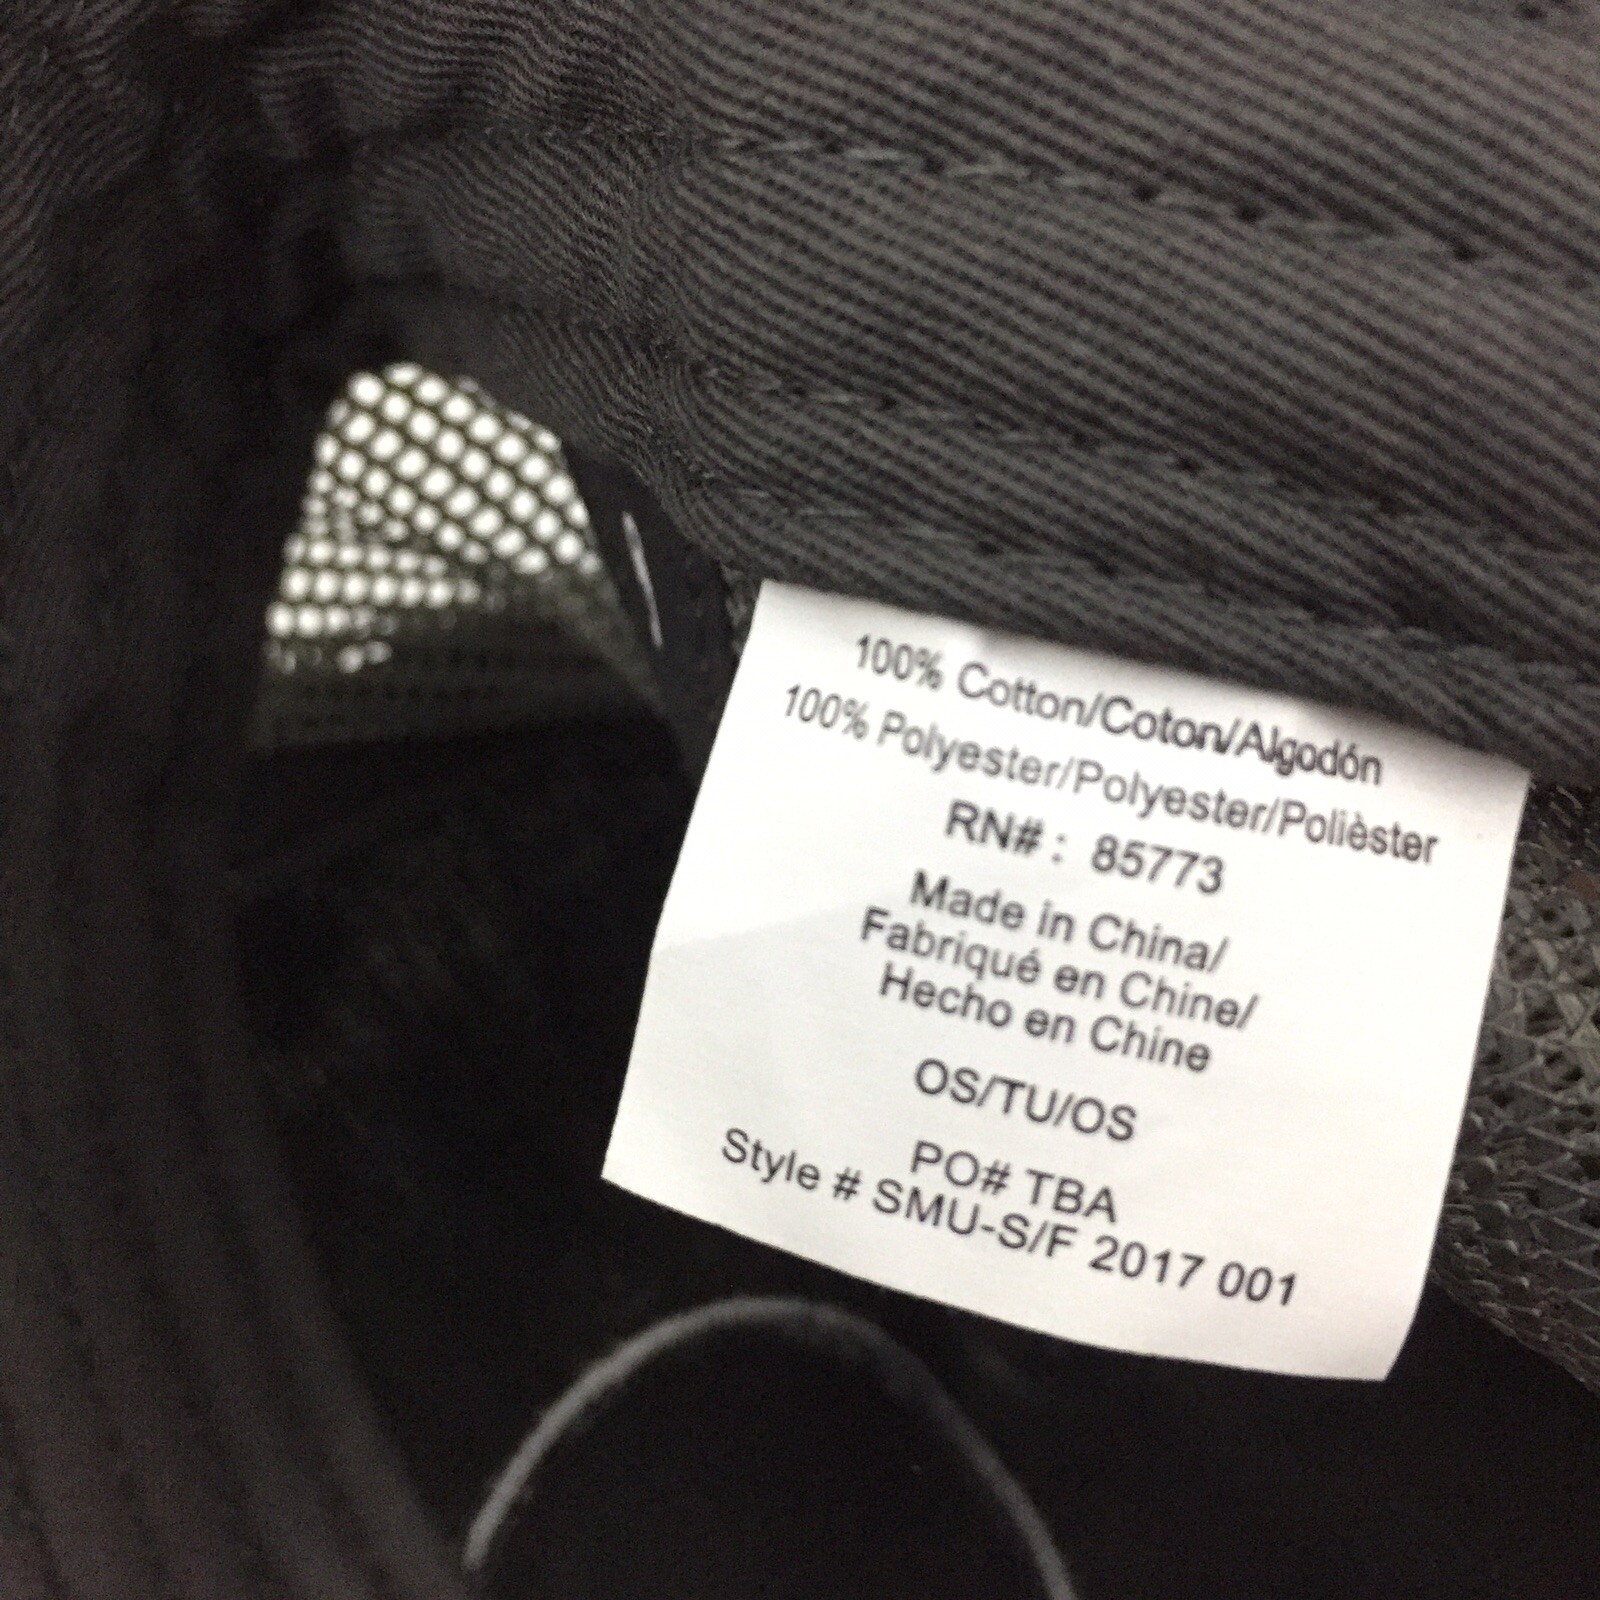 100% Cotton/Coton/Algodón
100% Polyester/Polyester/Polièster
RN# : 85773
Made in China/
Fabriqué en Chine/
Hecho en Chine
OS/TU/OS
PO# TBA
Style # SMU-S/F 2017 001